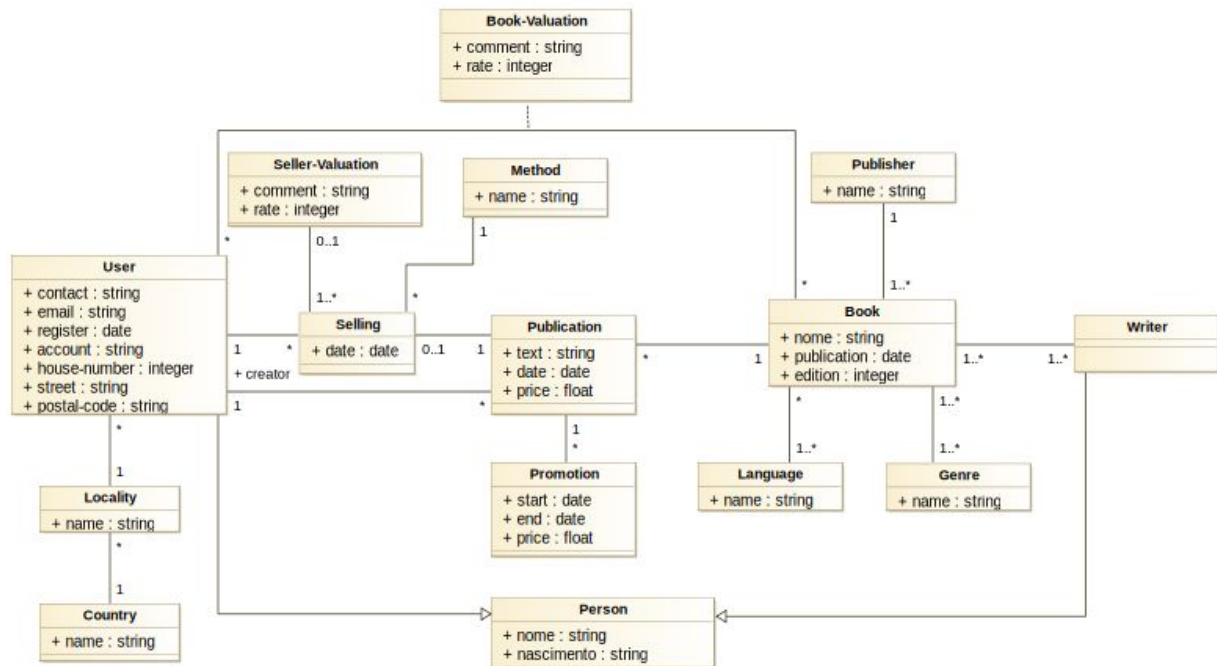 Book-Valuation
+ comment : string
+ rate : integer
Seller-Valuation
+ comment : string
+ rate : integer
Method
+ name : string
Publisher
+ name : string
1
1
0..1
*
*
1..*
*
*
1..*
User
+ contact : string
+ email : string
+ register : date
+ account : string
+ house-number : integer
+ street : string
+ postal-code : string
1
*
+ creator
1
*
Selling
+ date : date
0..1
1
Publication
+ text : string
+ date : date
+ price : float
*
1
Book
+ nome : string
+ publication : date
+ edition : integer
1..*
1..*
Writer
*
1
1
*
*
1..*
1..*
1..*
Locality
+ name : string
*
1
Country
+ name : string
Promotion
+ start : date
+ end : date
+ price : float
Language
+ name : string
Genre
+ name : string
Person
+ nome : string
+ nascimento : string